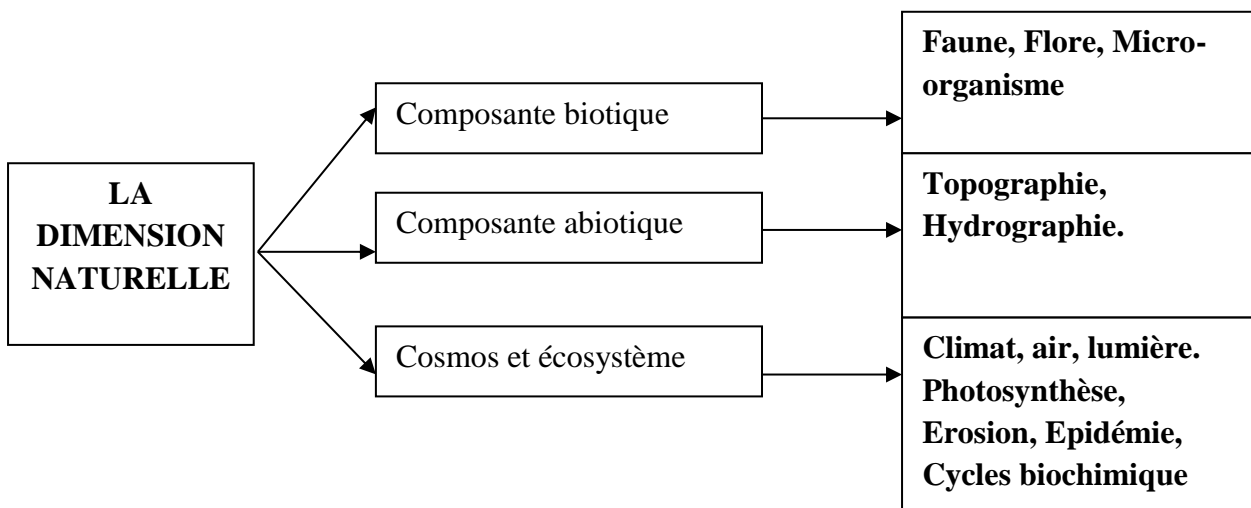 LA
DIMENSION
NATURELLE
Composante biotique
Faune, Flore, Micro-
organisme
Composante abiotique
Topographie,
Hydrographie.
Cosmos et écosystème
Climat, air, lumière.
Photosynthèse,
Erosion, Epidémie,
Cycles biochimique